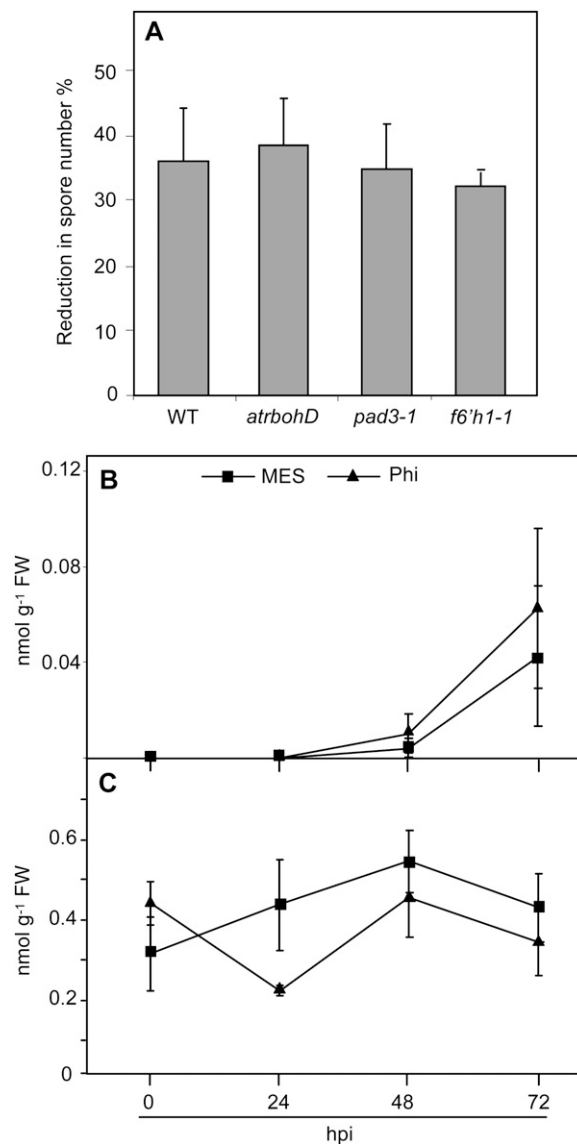 A
Reduction in spore number %
50
40
30
20
10
0
WT atrbohD pad3-1 f6'h1-1
B
MES Phi
nmol g-1 FW
0.12
0.08
0.04
C
nmol g-1 FW
0.6
0.4
0.2
0
0 24 48 72
hpi